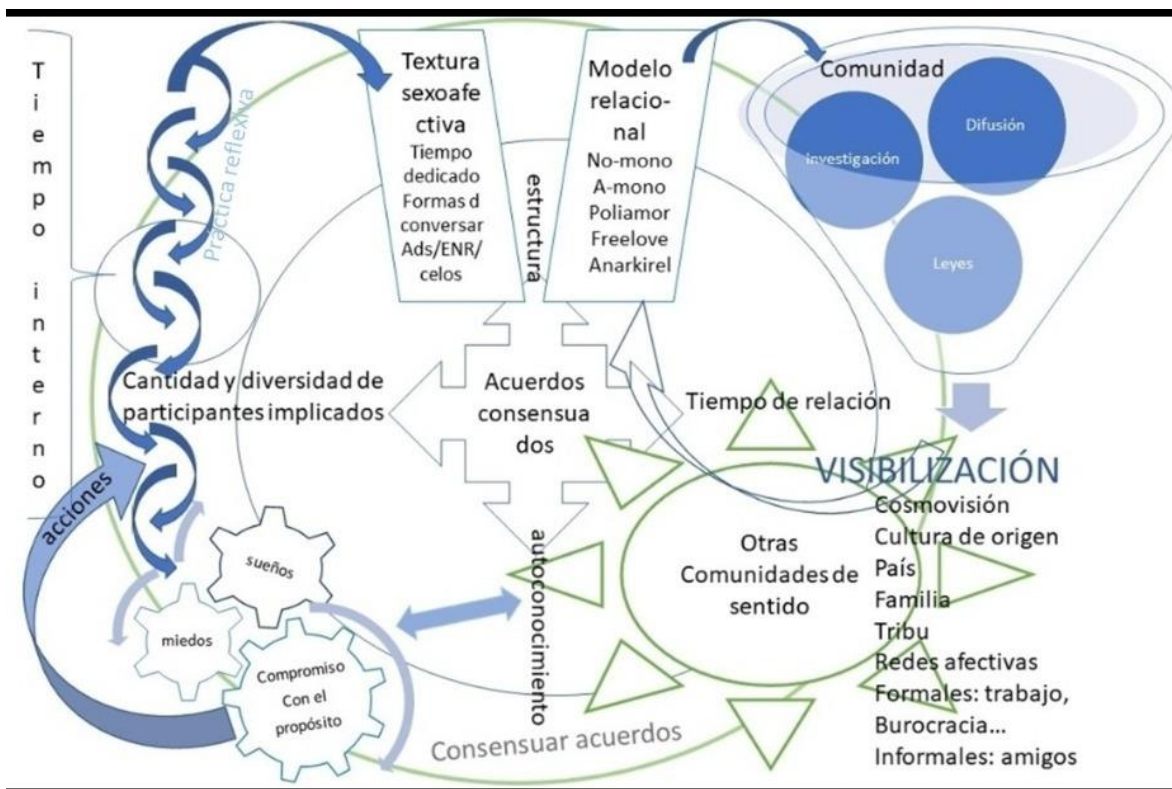 Tiempo interno
Práctica reflexiva
Textura
sexoafe
ctiva
Tiempo
dedicado
Formas d
conversar
Ads/ENR/
celos
estructura
Modelo
relacio-
nal
No-mono
A-mono
Poliamor
Freelove
Anarkirel
Comunidad
Investigación
Difusión
Leyes
Cantidad y diversidad de
participantes implicados
Acuerdos
consensua
dos
Tiempo de relación
VISIBILIZACIÓN
Cosmovisión
Cultura de origen
País
Familia
Tribu
Redes afectivas
Formales: trabajo,
Burocracia...
Informales: amigos
acciones
sueños
miedos
Compromiso
Con el
propósito
autoconocimiento
Otras
Comunidades de
sentido
Consensuar acuerdos